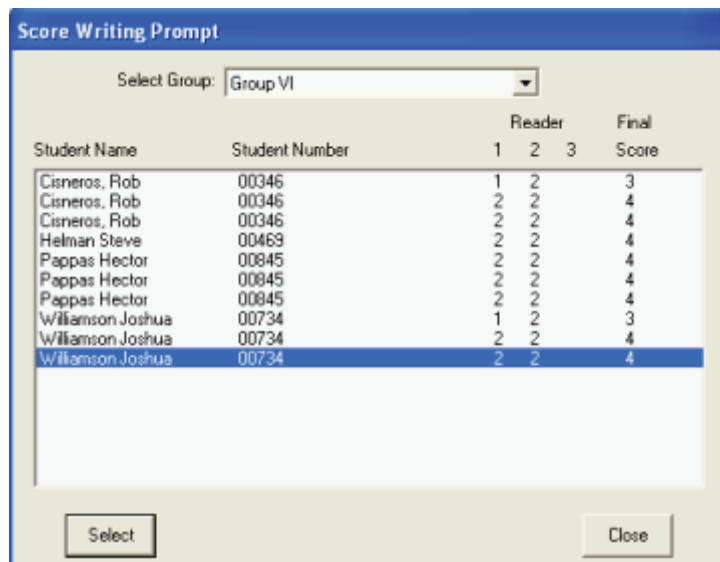 Score Writing Prompt
Select Group: Group VI
Reader Final
Student Name Student Number 1 2 3 Score
Cisneros, Rob 00346 1 2 3
Cisneros, Rob 00346 2 2 4
Cisneros, Rob 00346 2 2 4
Helman Steve 00469 2 2 4
Pappas Hector 00845 2 2 4
Pappas Hector 00845 2 2 4
Pappas Hector 00845 2 2 4
Williamson Joshua 00734 1 2 3
Williamson Joshua 00734 2 2 4
Williamson Joshua 00734 2 2 4
Select Close